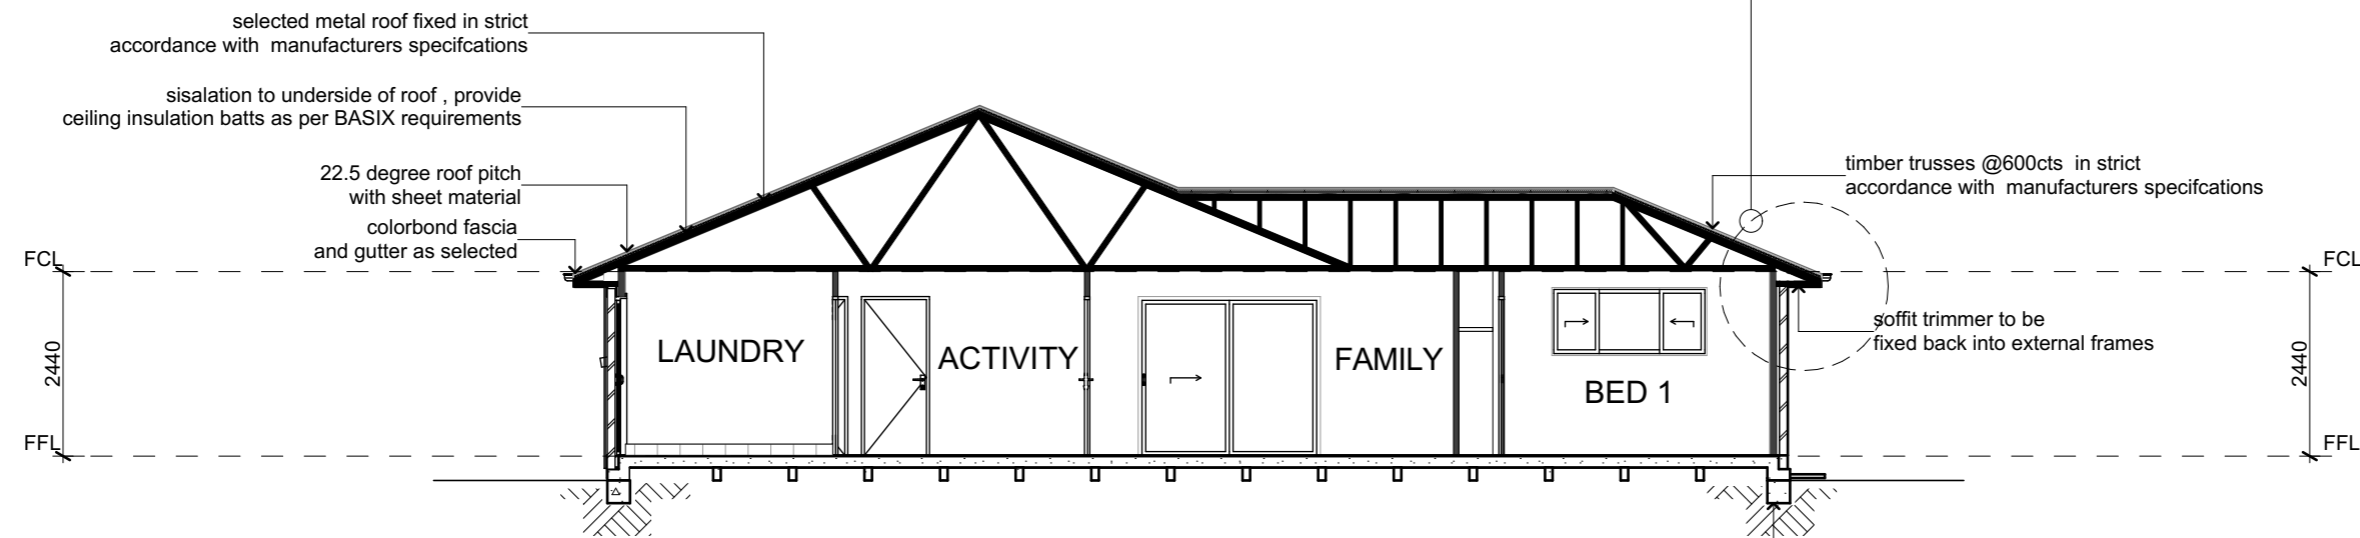 selected metal roof fixed in strict
accordance with  manufacturers specifcations
sisalation to underside of roof , provide
ceiling insulation batts as per BASIX requirements
22.5 degree roof pitch
with sheet material
colorbond fascia
and gutter as selected
timber trusses @600cts  in strict
accordance with  manufacturers specifcations
FCL
FCL
soffit trimmer to be
fixed back into external frames
2440
LAUNDRY
ACTIVITY
FAMILY
BED 1
2440
FFL
FFL